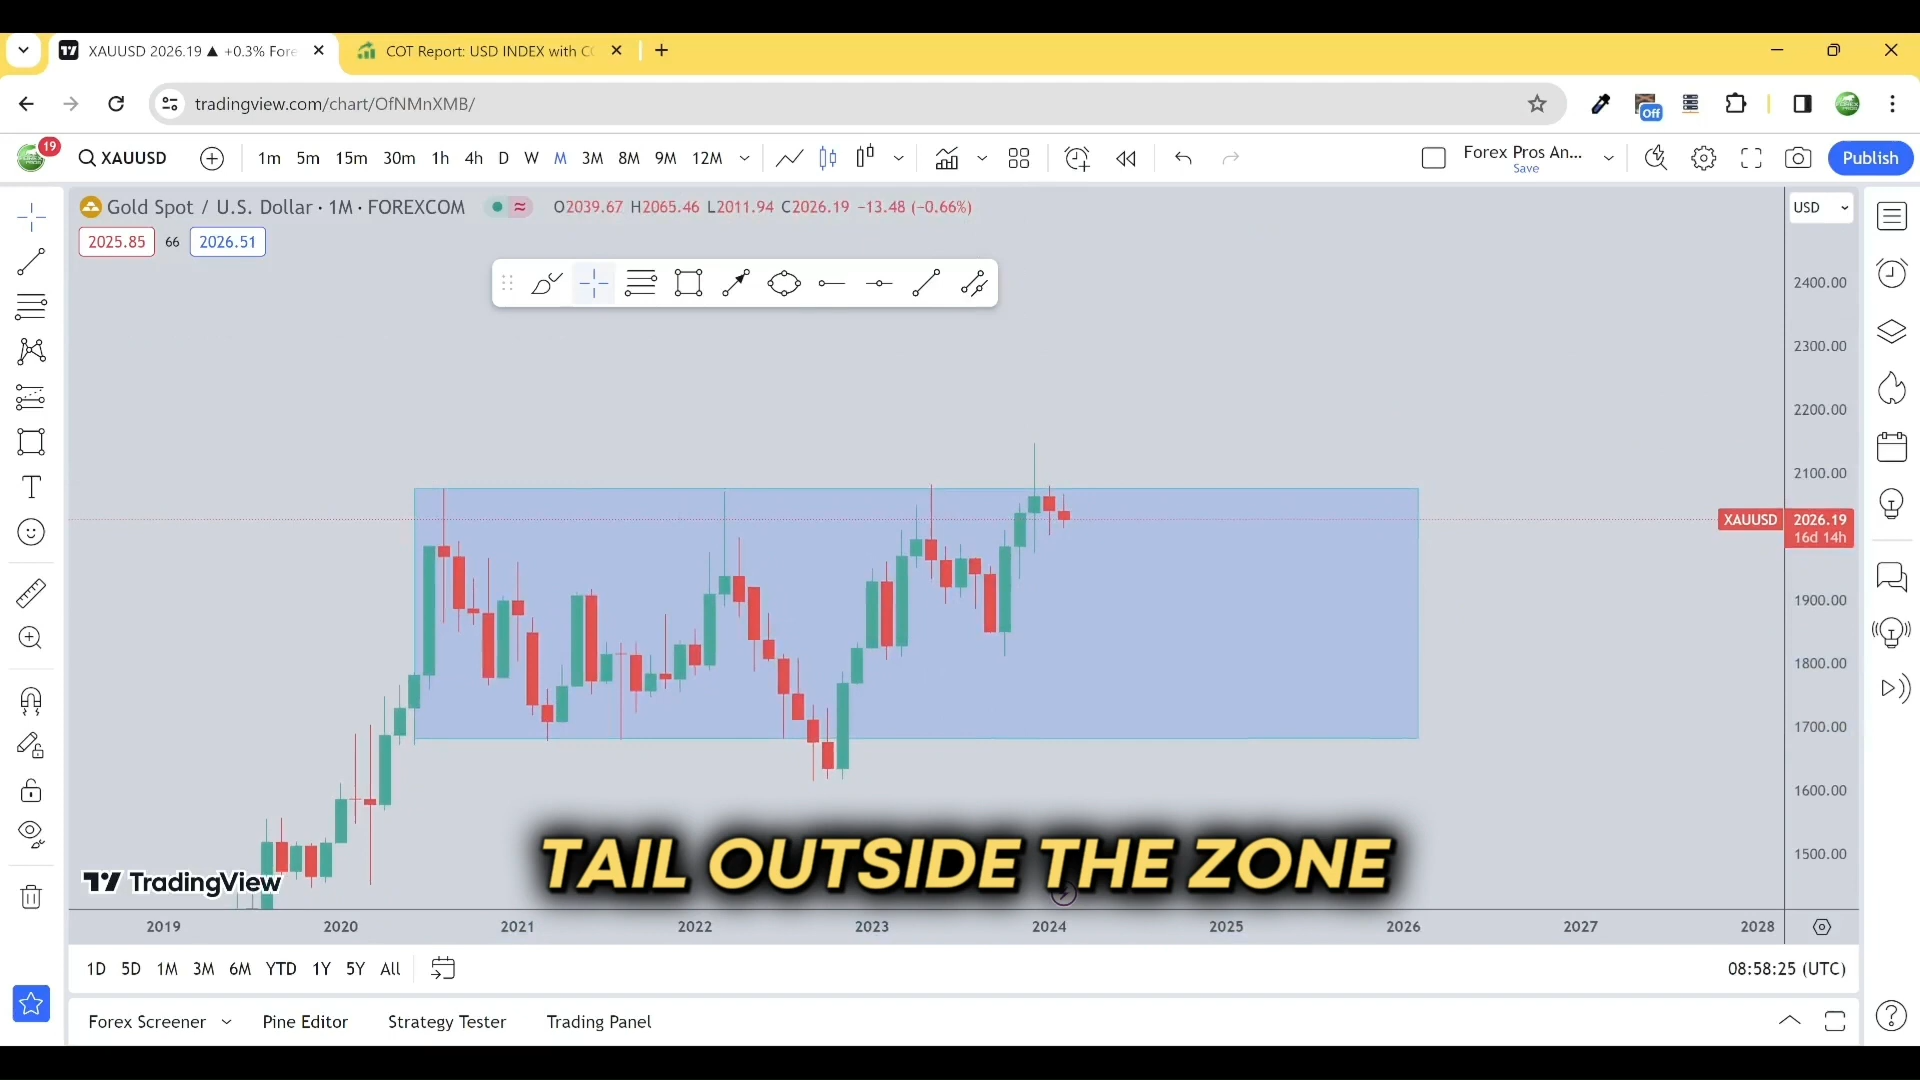 XAUUSD 2026.19 ▲ +0.3% Fore
COT Report: USD INDEX with CO
tradingview.com/chart/OfNMnXMB/
Off
19
XAUUSD
1m 5m 15m 30m 1h 4h D W M 3M 8M 9M 12M
Forex Pros An...
Save
Publish
Gold Spot / U.S. Dollar · 1M · FOREXCOM
O2039.67 H2065.46 L2011.94 C2026.19 −13.48 (−0.66%)
USD
2025.85 66 2026.51
2400.00
2300.00
2200.00
2100.00
XAUUSD 2026.19
16d 14h
1900.00
1800.00
1700.00
1600.00
1500.00
TAIL OUTSIDE THE ZONE
TradingView
2019 2020 2021 2022 2023 2024 2025 2026 2027 2028
1D 5D 1M 3M 6M YTD 1Y 5Y All
08:58:25 (UTC)
Forex Screener Pine Editor Strategy Tester Trading Panel